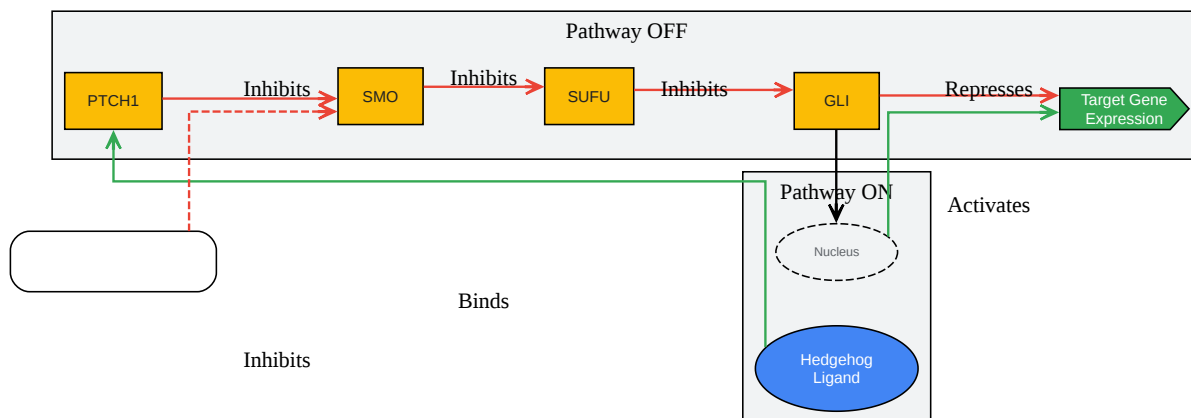 Pathway OFF
PTCH1
Inhibits
SMO
Inhibits
SUFU
Inhibits
GLI
Represses
Target Gene
Expression
Pathway ON
Activates
Nucleus
Binds
Inhibits
Hedgehog
Ligand